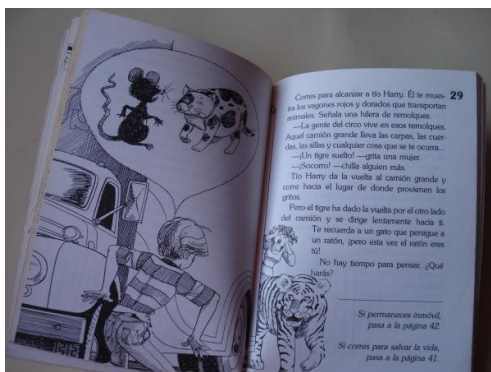 29
Corres para alcanzar a tío Harry. Él te mues-
tra los vagones rojos y dorados que transportan
animales. Señala una hilera de remolques.
—La gente del circo vive en esos remolques.
Aquel camión grande lleva las carpas, las cuer-
das, las sillas y cualquier cosa que se te ocurra...
—¡Un tigre suelto! —grita una mujer.
—¡Socorro! —chilla alguien más.
Tío Harry da la vuelta al camión grande y
corre hacia el lugar de donde provienen los
gritos.
Pero el tigre ha dado la vuelta por el otro lado
del camión y se dirige lentamente hacia ti.
Te recuerda a un gato que persigue a
un ratón, ¡pero esta vez el ratón eres
tú!
No hay tiempo para pensar. ¿Qué
harás?
Si permaneces inmóvil,
pasa a la página 42.
Si corres para salvar la vida,
pasa a la página 41.